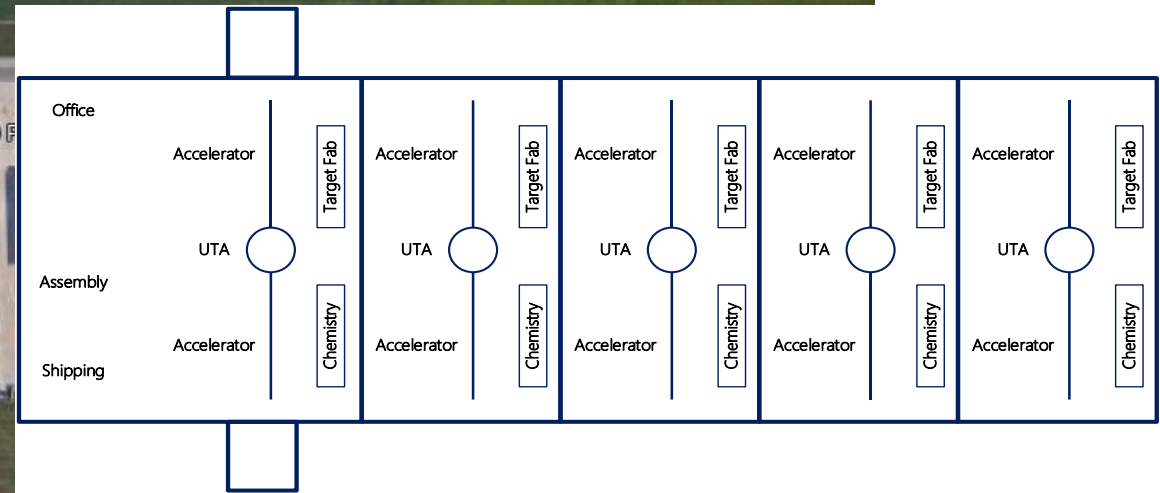 Office
Accelerator
UTA
Assembly
Accelerator
Shipping
Target Fab
Chemistry
Accelerator
UTA
Accelerator
Target Fab
Chemistry
Accelerator
UTA
Accelerator
Target Fab
Chemistry
Accelerator
UTA
Accelerator
Target Fab
Chemistry
Accelerator
UTA
Accelerator
Target Fab
Chemistry